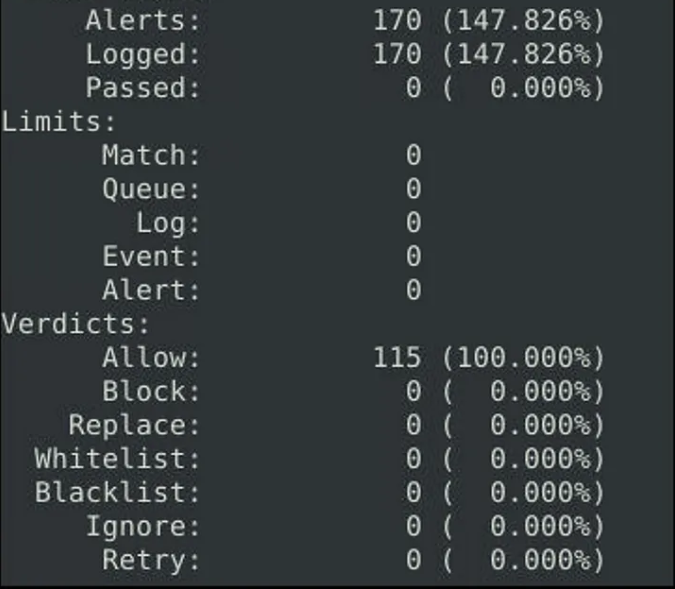 Alerts: 170 (147.826%)
Logged: 170 (147.826%)
Passed: 0 ( 0.000%)
Limits:
Match: 0
Queue: 0
Log: 0
Event: 0
Alert: 0
Verdicts:
Allow: 115 (100.000%)
Block: 0 ( 0.000%)
Replace: 0 ( 0.000%)
Whitelist: 0 ( 0.000%)
Blacklist: 0 ( 0.000%)
Ignore: 0 ( 0.000%)
Retry: 0 ( 0.000%)